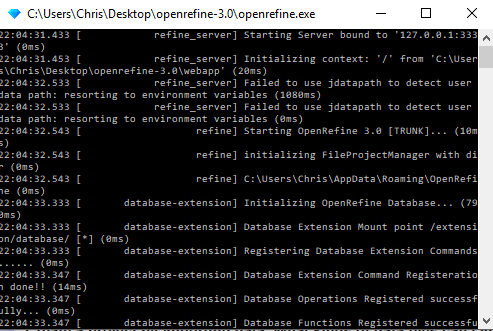 C:\Users\Chris\Desktop\openrefine-3.0\openrefine.exe
22:04:31.433 [ refine_server] Starting Server bound to '127.0.0.1:333
3' (0ms)
22:04:31.453 [ refine_server] Initializing context: '/' from 'C:\User
s\Chris\Desktop\openrefine-3.0\webapp' (20ms)
22:04:32.533 [ refine_server] Failed to use jdatapath to detect user
data path: resorting to environment variables (1080ms)
22:04:32.533 [ refine_server] Failed to use jdatapath to detect user
data path: resorting to environment variables (0ms)
22:04:32.543 [ refine] Starting OpenRefine 3.0 [TRUNK]... (10m
s)
22:04:32.543 [ refine] initializing FileProjectManager with di
r (0ms)
22:04:32.543 [ refine] C:\Users\Chris\AppData\Roaming\OpenRefi
ne (0ms)
22:04:33.333 [ database-extension] Initializing OpenRefine Database... (79
0ms)
22:04:33.333 [ database-extension] Database Extension Mount point /extensi
on/database/ [*] (0ms)
22:04:33.333 [ database-extension] Registering Database Extension Commands
....... (0ms)
22:04:33.347 [ database-extension] Database Extension Command Registeratio
n done!! (14ms)
22:04:33.347 [ database-extension] Database Operations Registered successf
ully... (0ms)
22:04:33.347 [ database-extension] Database Functions Registered successfu